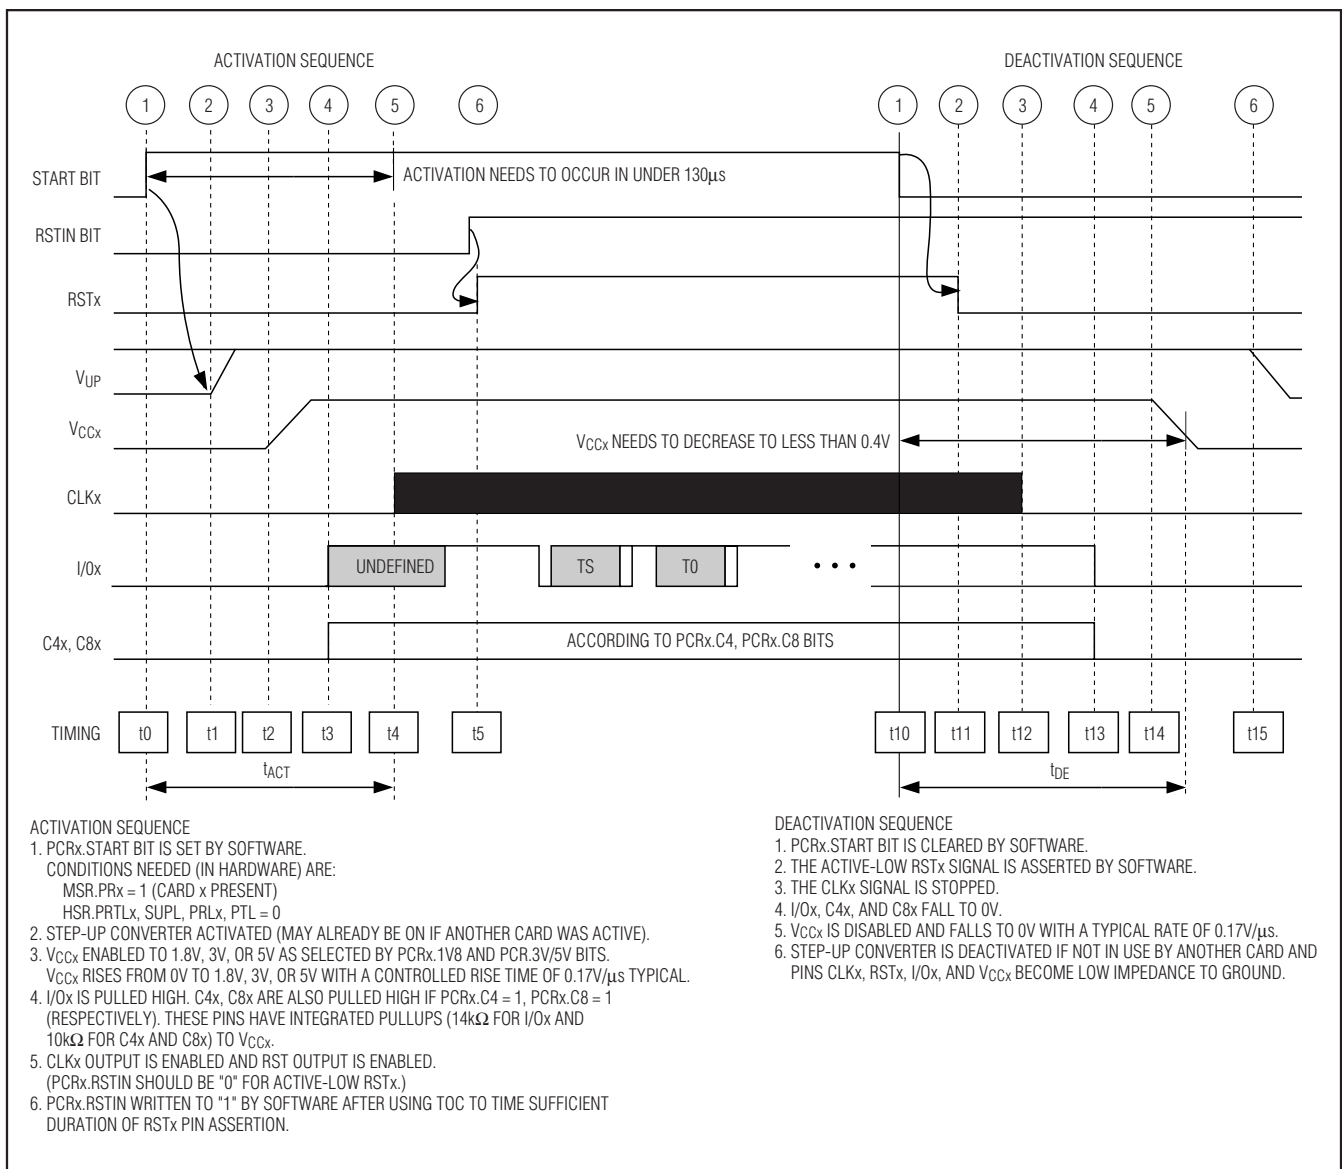 ACTIVATION SEQUENCE
DEACTIVATION SEQUENCE
1 2 3 4 5 6
1 2 3 4 5 6
START BIT
ACTIVATION NEEDS TO OCCUR IN UNDER 130µs
RSTIN BIT
RSTx
VUP
VCCx
VCCx NEEDS TO DECREASE TO LESS THAN 0.4V
CLKx
I/Ox
UNDEFINED
TS
T0
• • •
C4x, C8x
ACCORDING TO PCRx.C4, PCRx.C8 BITS
TIMING
t0 t1 t2 t3 t4 t5
t10 t11 t12 t13 t14 t15
tACT
tDE
ACTIVATION SEQUENCE
1. PCRx.START BIT IS SET BY SOFTWARE.
CONDITIONS NEEDED (IN HARDWARE) ARE:
MSR.PRx = 1 (CARD x PRESENT)
HSR.PRTLx, SUPL, PRLx, PTL = 0
2. STEP-UP CONVERTER ACTIVATED (MAY ALREADY BE ON IF ANOTHER CARD WAS ACTIVE).
3. VCCx ENABLED TO 1.8V, 3V, OR 5V AS SELECTED BY PCRx.1V8 AND PCR.3V/5V BITS.
VCCx RISES FROM 0V TO 1.8V, 3V, OR 5V WITH A CONTROLLED RISE TIME OF 0.17V/µs TYPICAL.
4. I/Ox IS PULLED HIGH. C4x, C8x ARE ALSO PULLED HIGH IF PCRx.C4 = 1, PCRx.C8 = 1
(RESPECTIVELY). THESE PINS HAVE INTEGRATED PULLUPS (14kΩ FOR I/Ox AND
10kΩ FOR C4x AND C8x) TO VCCx.
5. CLKx OUTPUT IS ENABLED AND RST OUTPUT IS ENABLED.
(PCRx.RSTIN SHOULD BE "0" FOR ACTIVE-LOW RSTx.)
6. PCRx.RSTIN WRITTEN TO "1" BY SOFTWARE AFTER USING TOC TO TIME SUFFICIENT
DURATION OF RSTx PIN ASSERTION.
DEACTIVATION SEQUENCE
1. PCRx.START BIT IS CLEARED BY SOFTWARE.
2. THE ACTIVE-LOW RSTx SIGNAL IS ASSERTED BY SOFTWARE.
3. THE CLKx SIGNAL IS STOPPED.
4. I/Ox, C4x, AND C8x FALL TO 0V.
5. VCCx IS DISABLED AND FALLS TO 0V WITH A TYPICAL RATE OF 0.17V/µs.
6. STEP-UP CONVERTER IS DEACTIVATED IF NOT IN USE BY ANOTHER CARD AND
PINS CLKx, RSTx, I/Ox, AND VCCx BECOME LOW IMPEDANCE TO GROUND.